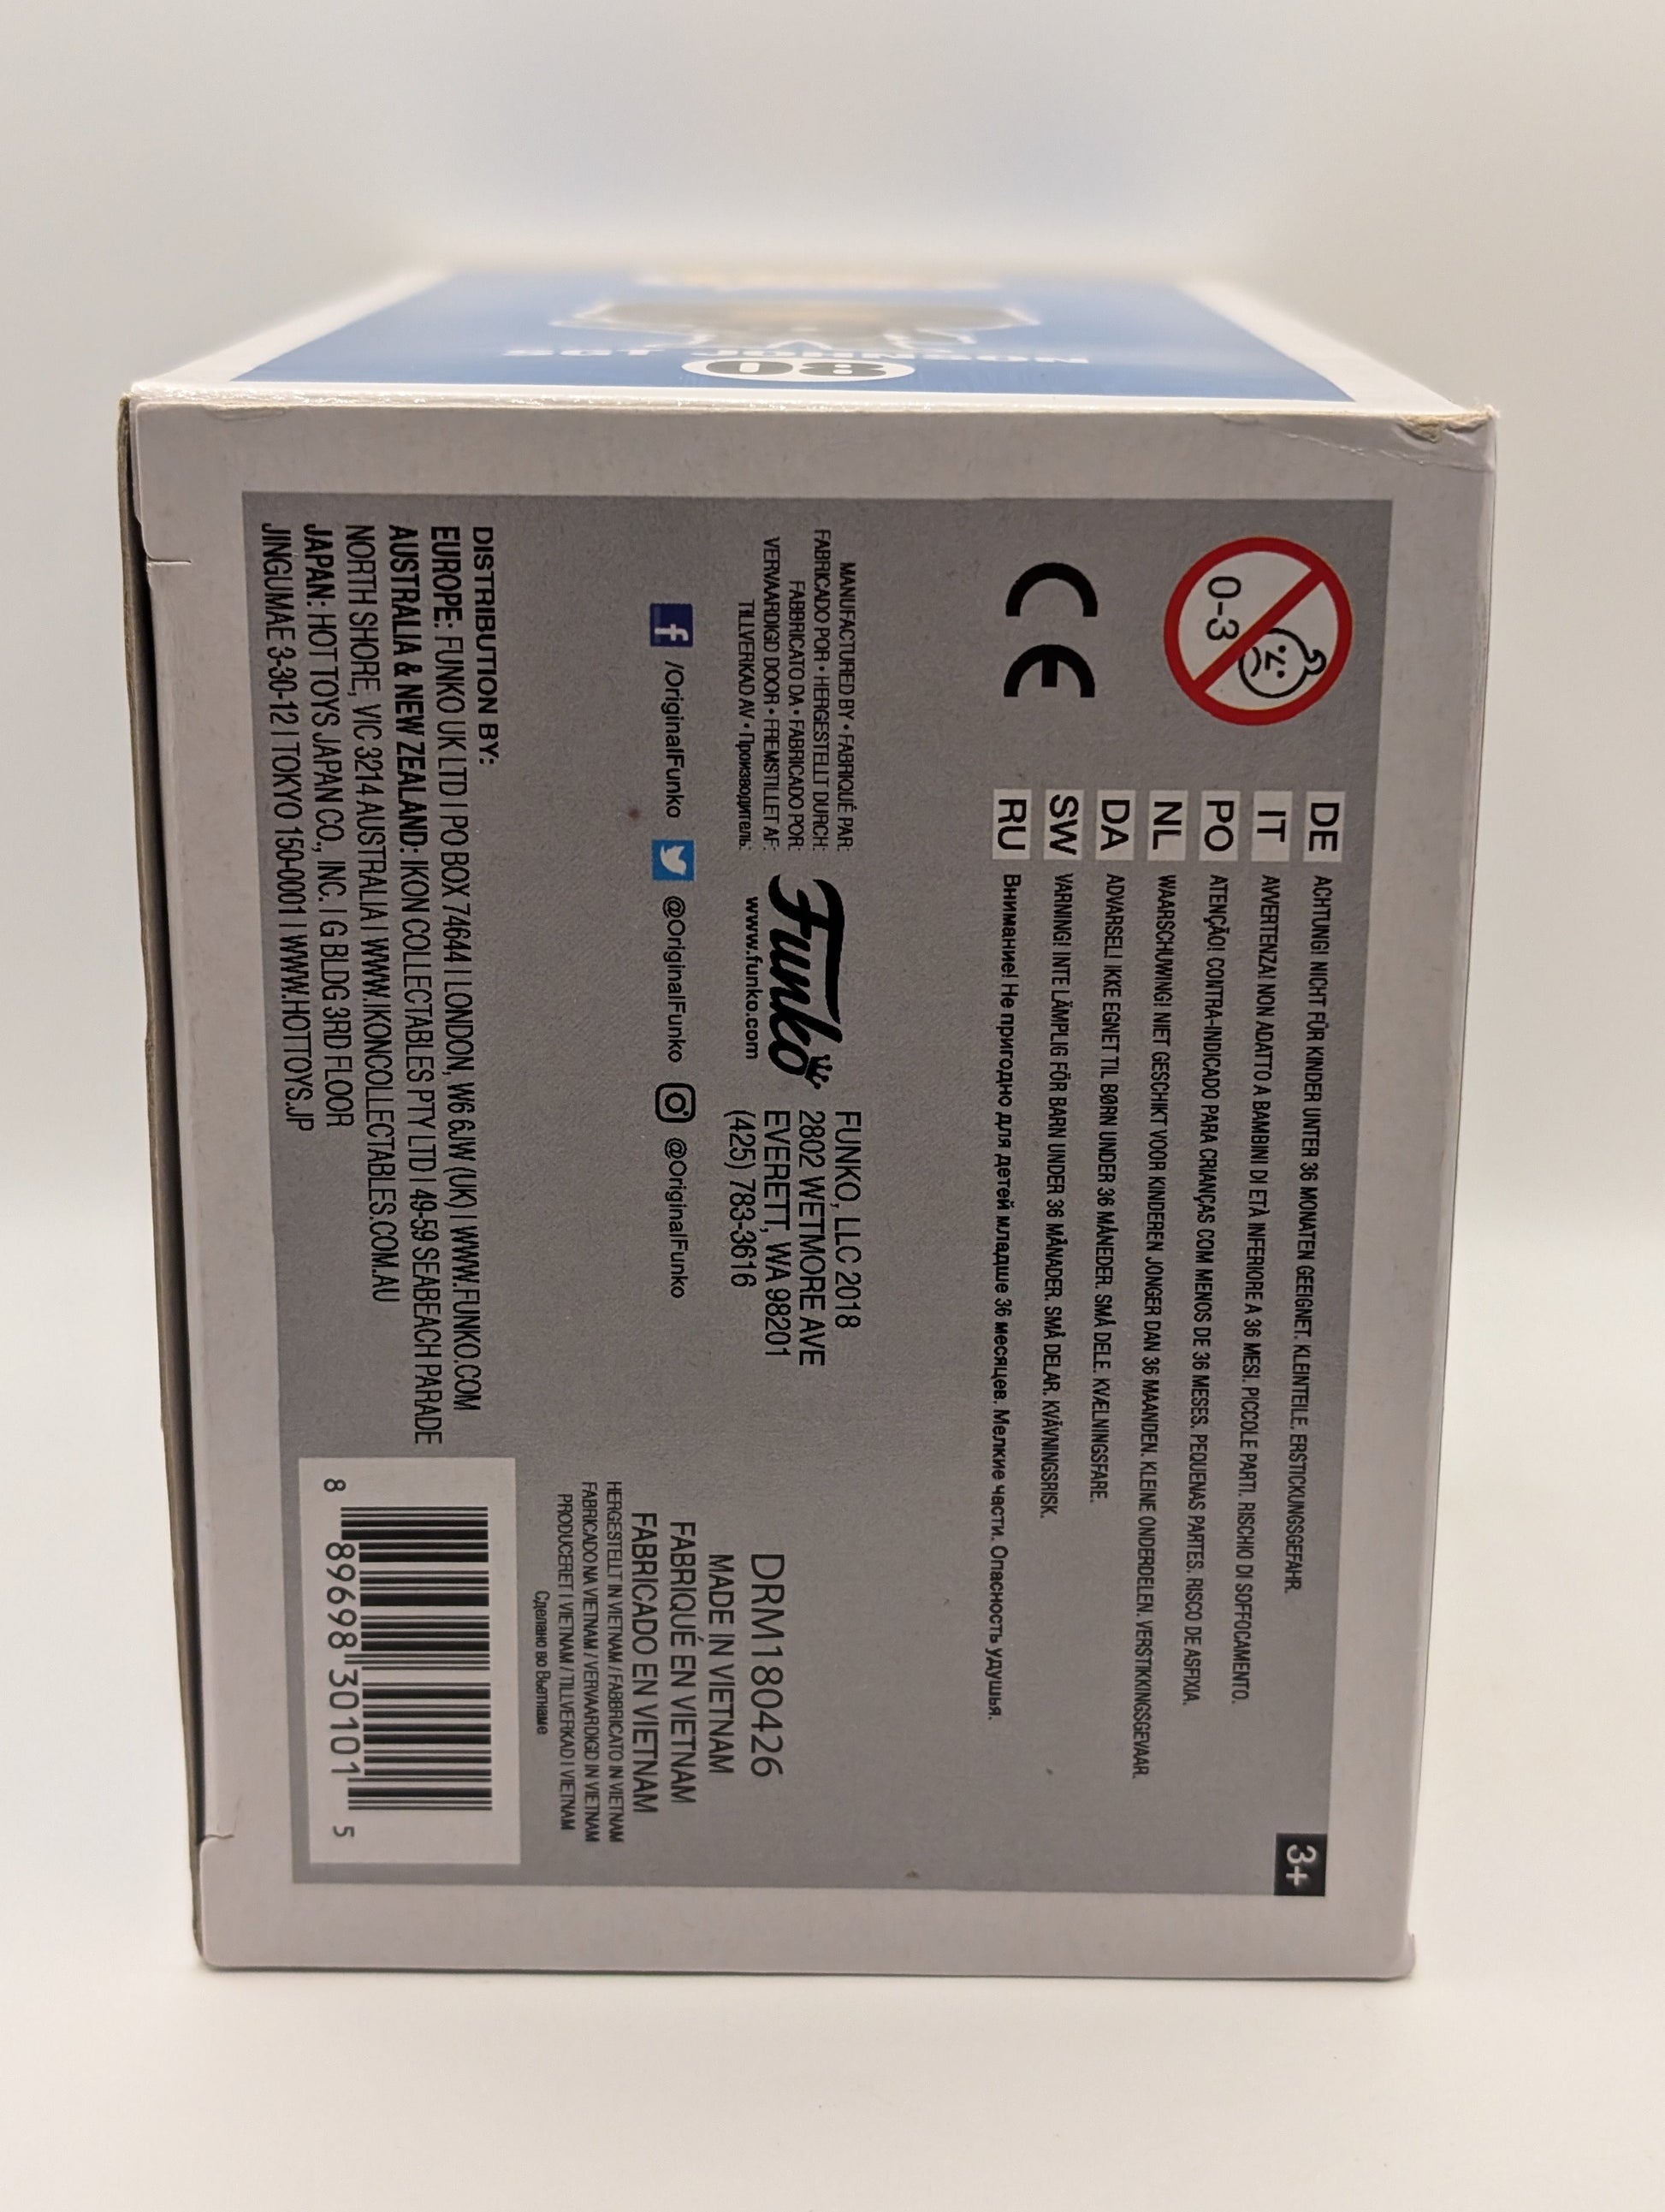 SGT JOHNSON
08
0-3
3+
DE ACHTUNG! NICHT FÜR KINDER UNTER 36 MONATEN GEEIGNET. KLEINTEILE. ERSTICKUNGSGEFAHR.
IT AVVERTENZA! NON ADATTO A BAMBINI DI ETÀ INFERIORE A 36 MESI. PICCOLE PARTI. RISCHIO DI SOFFOCAMENTO.
PO ATENÇÃO! CONTRA-INDICADO PARA CRIANÇAS COM MENOS DE 36 MESES. PEQUENAS PARTES. RISCO DE ASFIXIA.
NL WAARSCHUWING! NIET GESCHIKT VOOR KINDEREN JONGER DAN 36 MAANDEN. KLEINE ONDERDELEN. VERSTIKKINGSGEVAAR.
DA ADVARSEL! IKKE EGNET TIL BØRN UNDER 36 MÅNEDER. SMÅ DELE. KVÆLNINGSFARE.
SW VARNING! INTE LÄMPLIG FÖR BARN UNDER 36 MÅNADER. SMÅ DELAR. KVÄVNINGSRISK.
RU Внимание! Не пригодно для детей младше 36 месяцев. Мелкие части. Опасность удушья.
CE
MANUFACTURED BY • FABRIQUÉ PAR:
FABRICADO POR • HERGESTELLT DURCH:
FABBRICATO DA • FABRICADO POR:
VERVAARDIGD DOOR • FREMSTILLET AF:
TILLVERKAD AV • Производитель:
Funko
www.funko.com
FUNKO, LLC 2018
2802 WETMORE AVE
EVERETT, WA 98201
(425) 783-3616
/OriginalFunko @OriginalFunko @OriginalFunko
DRM180426
MADE IN VIETNAM
FABRIQUÉ EN VIETNAM
FABRICADO EN VIETNAM
HERGESTELLT IN VIETNAM / FABBRICATO IN VIETNAM
FABRICADO NA VIETNAM / VERVAARDIGD IN VIETNAM
PRODUCERET I VIETNAM / TILLVERKAD I VIETNAM
Сделано во Вьетнаме
DISTRIBUTION BY:
EUROPE: FUNKO UK LTD | PO BOX 74644 | LONDON, W6 6JW (UK) | WWW.FUNKO.COM
AUSTRALIA & NEW ZEALAND: IKON COLLECTABLES PTY LTD | 49-59 SEABEACH PARADE
NORTH SHORE, VIC 3214 AUSTRALIA | WWW.IKONCOLLECTABLES.COM.AU
JAPAN: HOT TOYS JAPAN CO., INC. | G BLDG 3RD FLOOR
JINGUMAE 3-30-12 | TOKYO 150-0001 | WWW.HOTTOYS.JP
8 89698 30101 5